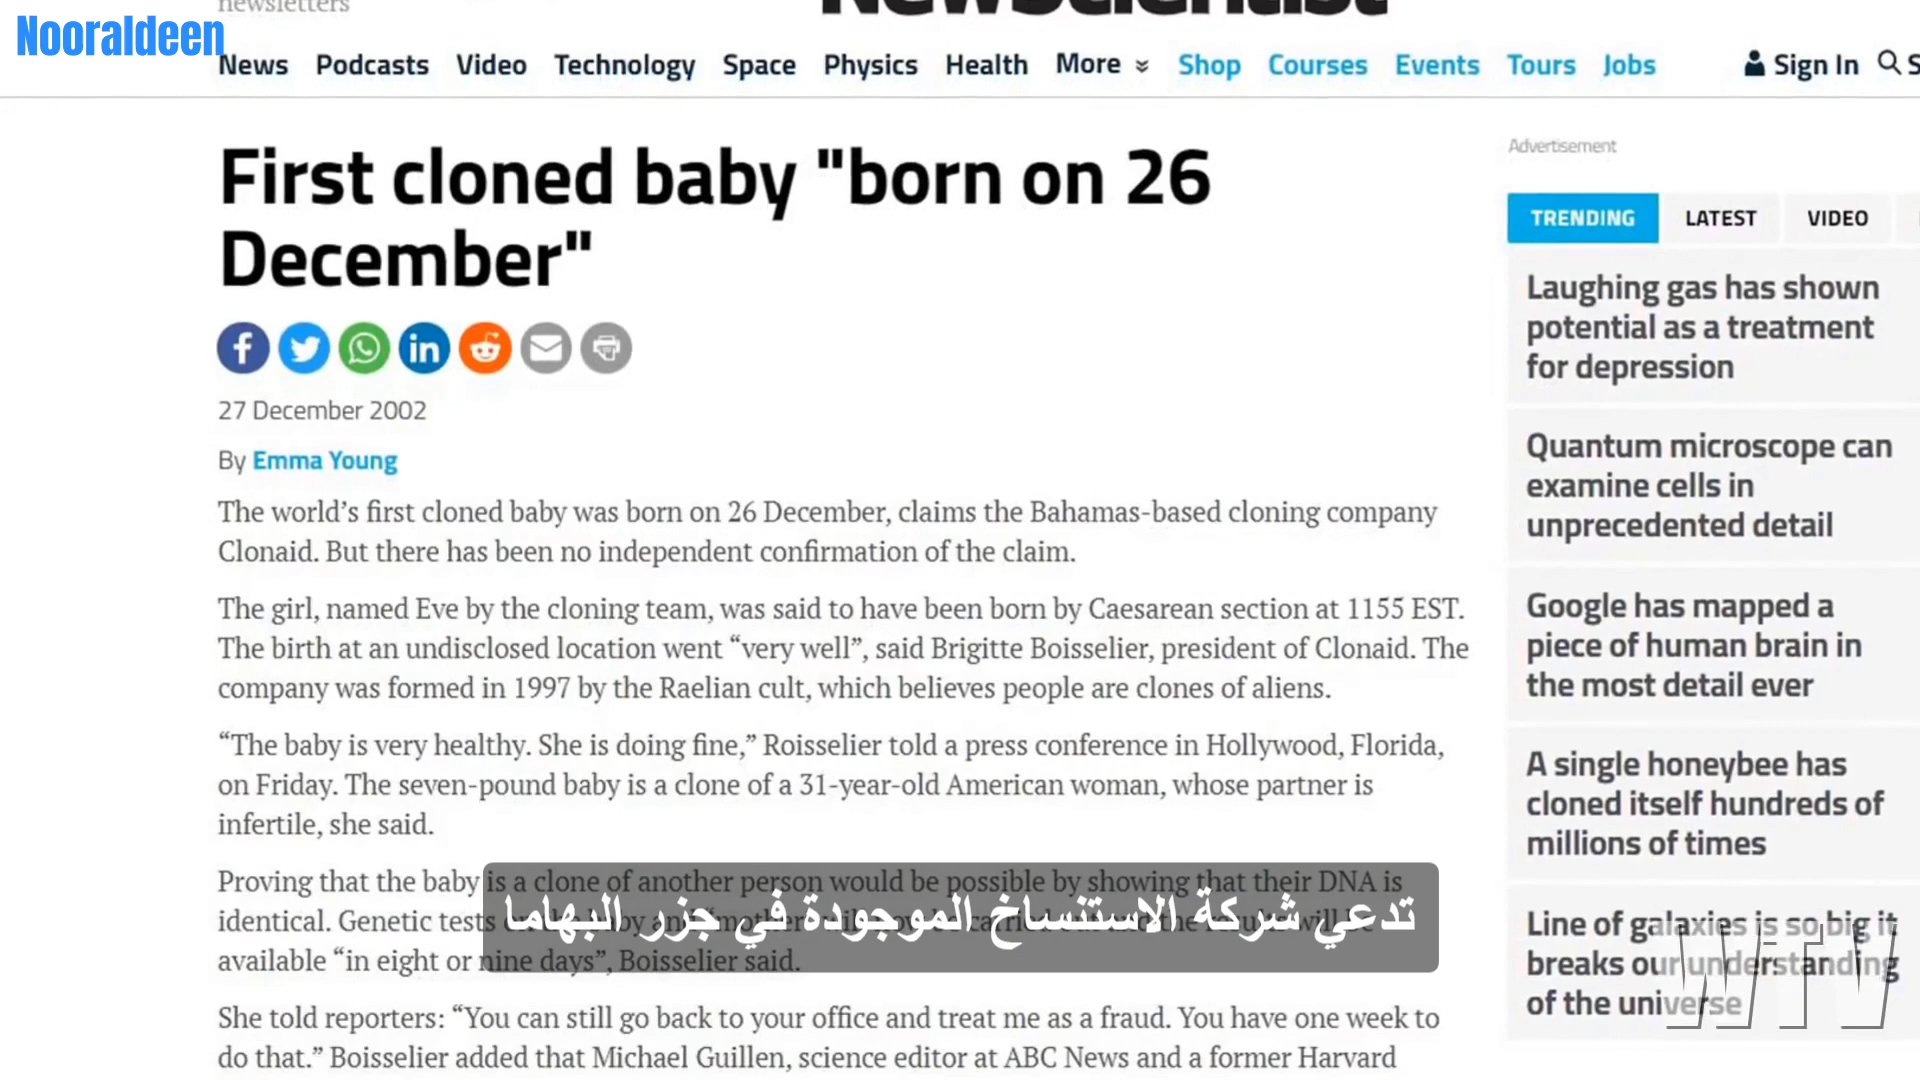 newsletters
NewScientist
Nooraldeen
News Podcasts Video Technology Space Physics Health More Shop Courses Events Tours Jobs Sign In S
First cloned baby "born on 26
December"
27 December 2002
By Emma Young
The world’s first cloned baby was born on 26 December, claims the Bahamas-based cloning company
Clonaid. But there has been no independent confirmation of the claim.
The girl, named Eve by the cloning team, was said to have been born by Caesarean section at 1155 EST.
The birth at an undisclosed location went “very well”, said Brigitte Boisselier, president of Clonaid. The
company was formed in 1997 by the Raelian cult, which believes people are clones of aliens.
“The baby is very healthy. She is doing fine,” Roisselier told a press conference in Hollywood, Florida,
on Friday. The seven-pound baby is a clone of a 31-year-old American woman, whose partner is
infertile, she said.
Proving that the baby is a clone of another person would be possible by showing that their DNA is
identical. Genetic tests
available “in eight or nine days”, Boisselier said.
تدعي شركة الاستنساخ الموجودة في جزر البهاما
She told reporters: “You can still go back to your office and treat me as a fraud. You have one week to
do that.” Boisselier added that Michael Guillen, science editor at ABC News and a former Harvard
Advertisement
TRENDING LATEST VIDEO
Laughing gas has shown
potential as a treatment
for depression
Quantum microscope can
examine cells in
unprecedented detail
Google has mapped a
piece of human brain in
the most detail ever
A single honeybee has
cloned itself hundreds of
millions of times
Line of galaxies is so big it
breaks our understanding
of the universe
WTV